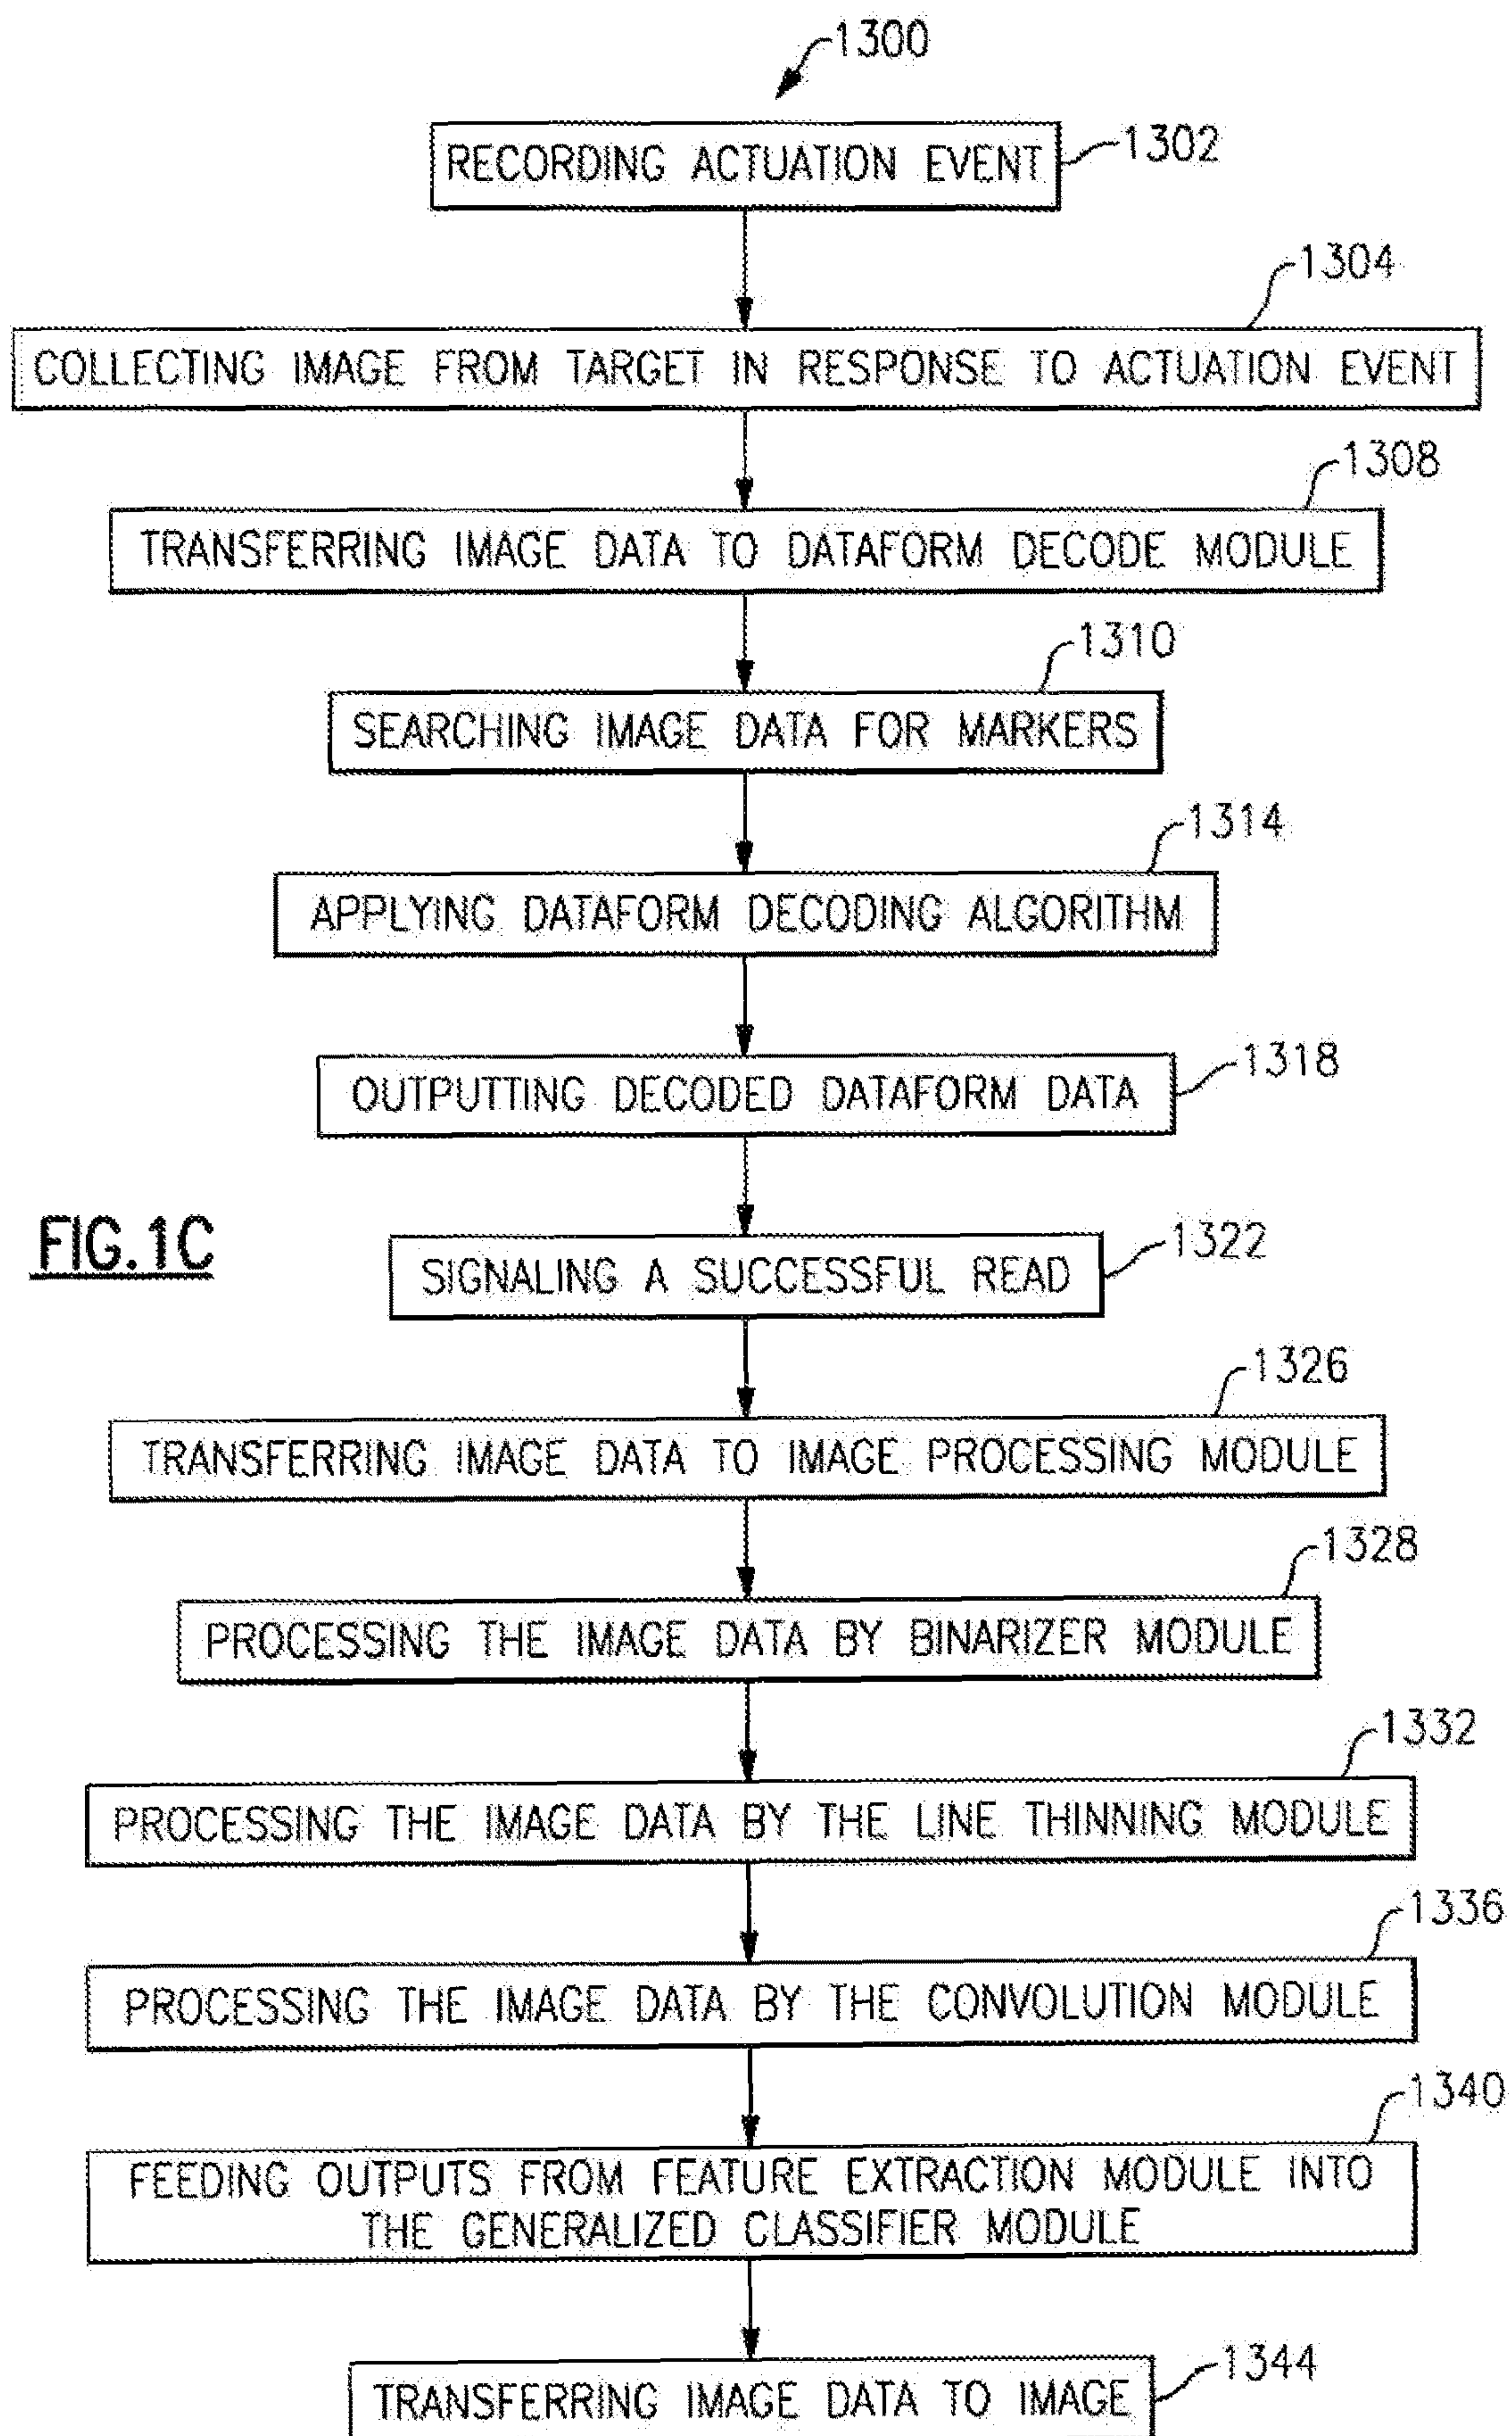 1300
RECORDING ACTUATION EVENT
1302
1304
COLLECTING IMAGE FROM TARGET IN RESPONSE TO ACTUATION EVENT
1308
TRANSFERRING IMAGE DATA TO DATAFORM DECODE MODULE
1310
SEARCHING IMAGE DATA FOR MARKERS
1314
APPLYING DATAFORM DECODING ALGORITHM
1318
OUTPUTTING DECODED DATAFORM DATA
FIG.1C
1322
SIGNALING A SUCCESSFUL READ
1326
TRANSFERRING IMAGE DATA TO IMAGE PROCESSING MODULE
1328
PROCESSING THE IMAGE DATA BY BINARIZER MODULE
1332
PROCESSING THE IMAGE DATA BY THE LINE THINNING MODULE
1336
PROCESSING THE IMAGE DATA BY THE CONVOLUTION MODULE
1340
FEEDING OUTPUTS FROM FEATURE EXTRACTION MODULE INTO
THE GENERALIZED CLASSIFIER MODULE
1344
TRANSFERRING IMAGE DATA TO IMAGE